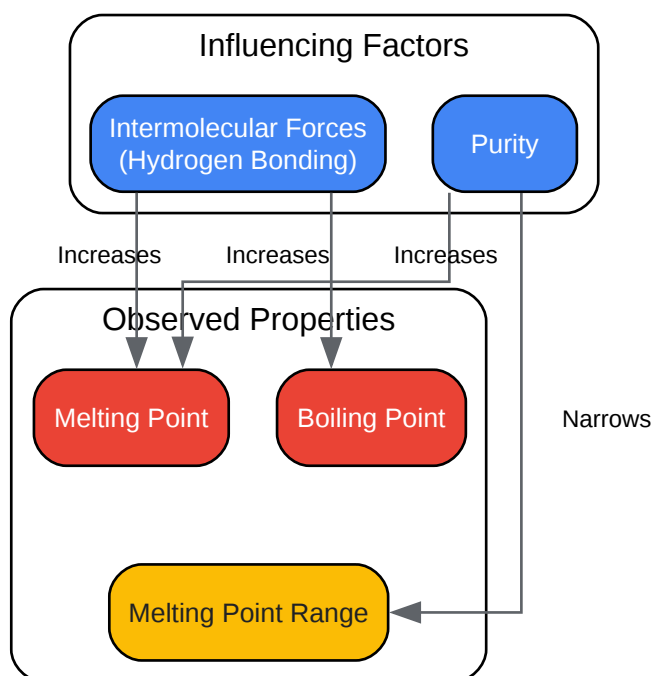 Influencing Factors
Intermolecular Forces
(Hydrogen Bonding)
Purity
Increases
Increases
Increases
Observed Properties
Melting Point
Boiling Point
Narrows
Melting Point Range